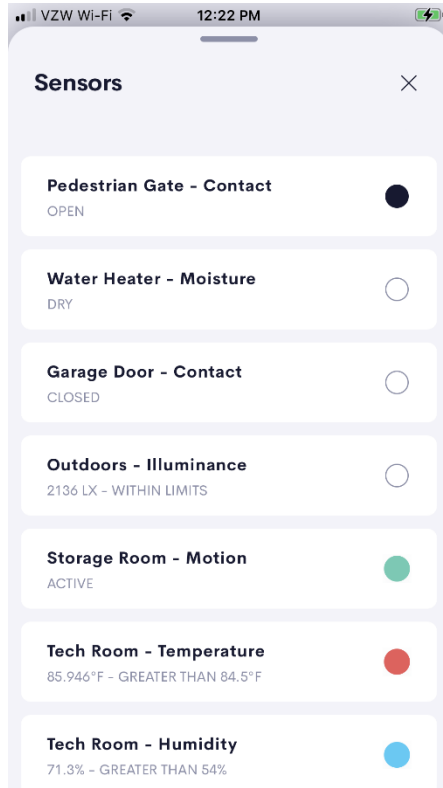 VZW Wi-Fi 12:22 PM
Sensors
Pedestrian Gate - Contact
OPEN
Water Heater - Moisture
DRY
Garage Door - Contact
CLOSED
Outdoors - Illuminance
2136 LX - WITHIN LIMITS
Storage Room - Motion
ACTIVE
Tech Room - Temperature
85.946°F - GREATER THAN 84.5°F
Tech Room - Humidity
71.3% - GREATER THAN 54%